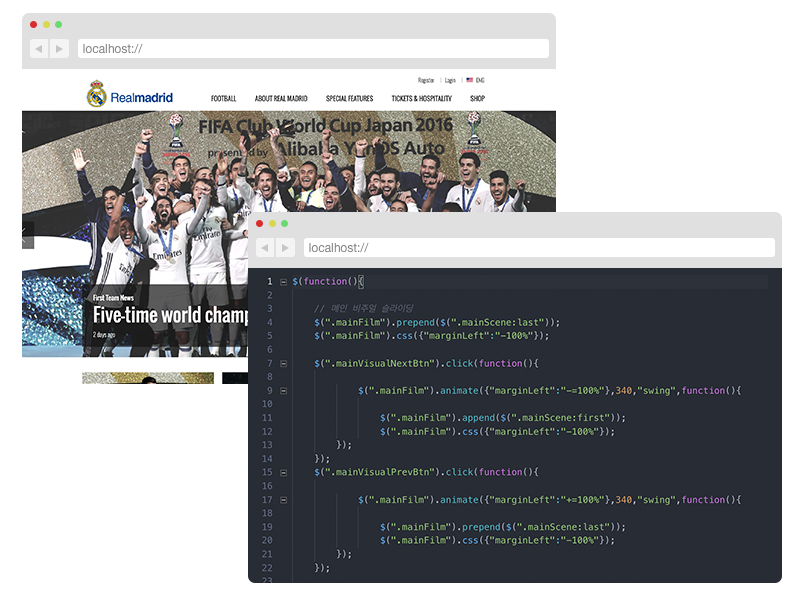 localhost://
Register | Login | ENG
Realmadrid
FOOTBALL ABOUT REAL MADRID SPECIAL FEATURES TICKETS & HOSPITALITY SHOP
FIFA Club World Cup Japan 2016
presented by Alibaba YunOS Auto
Fly Emirates
First Team News
Five-time world champ
2 days ago
localhost://
1 $(function(){
2
3 // 메인 비주얼 슬라이딩
4 $(".mainFilm").prepend($(".mainScene:last"));
5 $(".mainFilm").css({"marginLeft":"-100%"});
6
7 $(".mainVisualNextBtn").click(function(){
8
9 $(".mainFilm").animate({"marginLeft":"-=100%"},340,"swing",function(){
10
11 $(".mainFilm").append($(".mainScene:first"));
12 $(".mainFilm").css({"marginLeft":"-100%"});
13 });
14 });
15 $(".mainVisualPrevBtn").click(function(){
16
17 $(".mainFilm").animate({"marginLeft":"+=100%"},340,"swing",function(){
18
19 $(".mainFilm").prepend($(".mainScene:last"));
20 $(".mainFilm").css({"marginLeft":"-100%"});
21 });
22 });
23